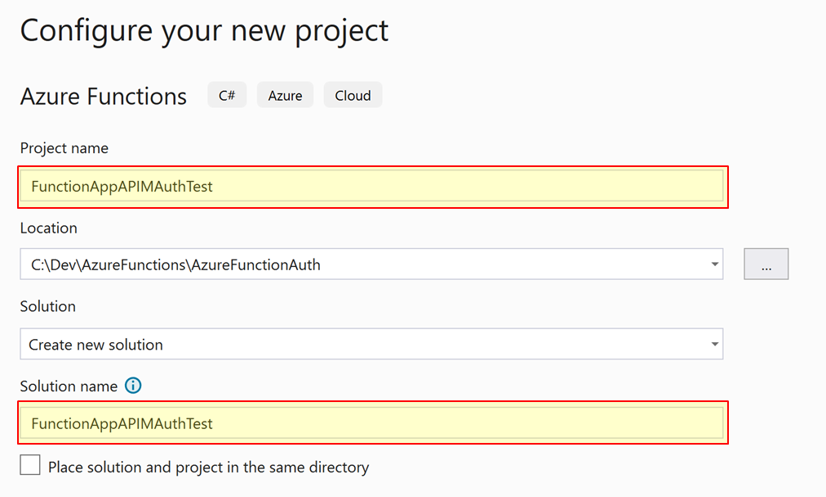 Configure your new project
Azure Functions C# Azure Cloud
Project name
FunctionAppAPIMAuthTest
Location
C:\Dev\AzureFunctions\AzureFunctionAuth ...
Solution
Create new solution
Solution name
FunctionAppAPIMAuthTest
Place solution and project in the same directory